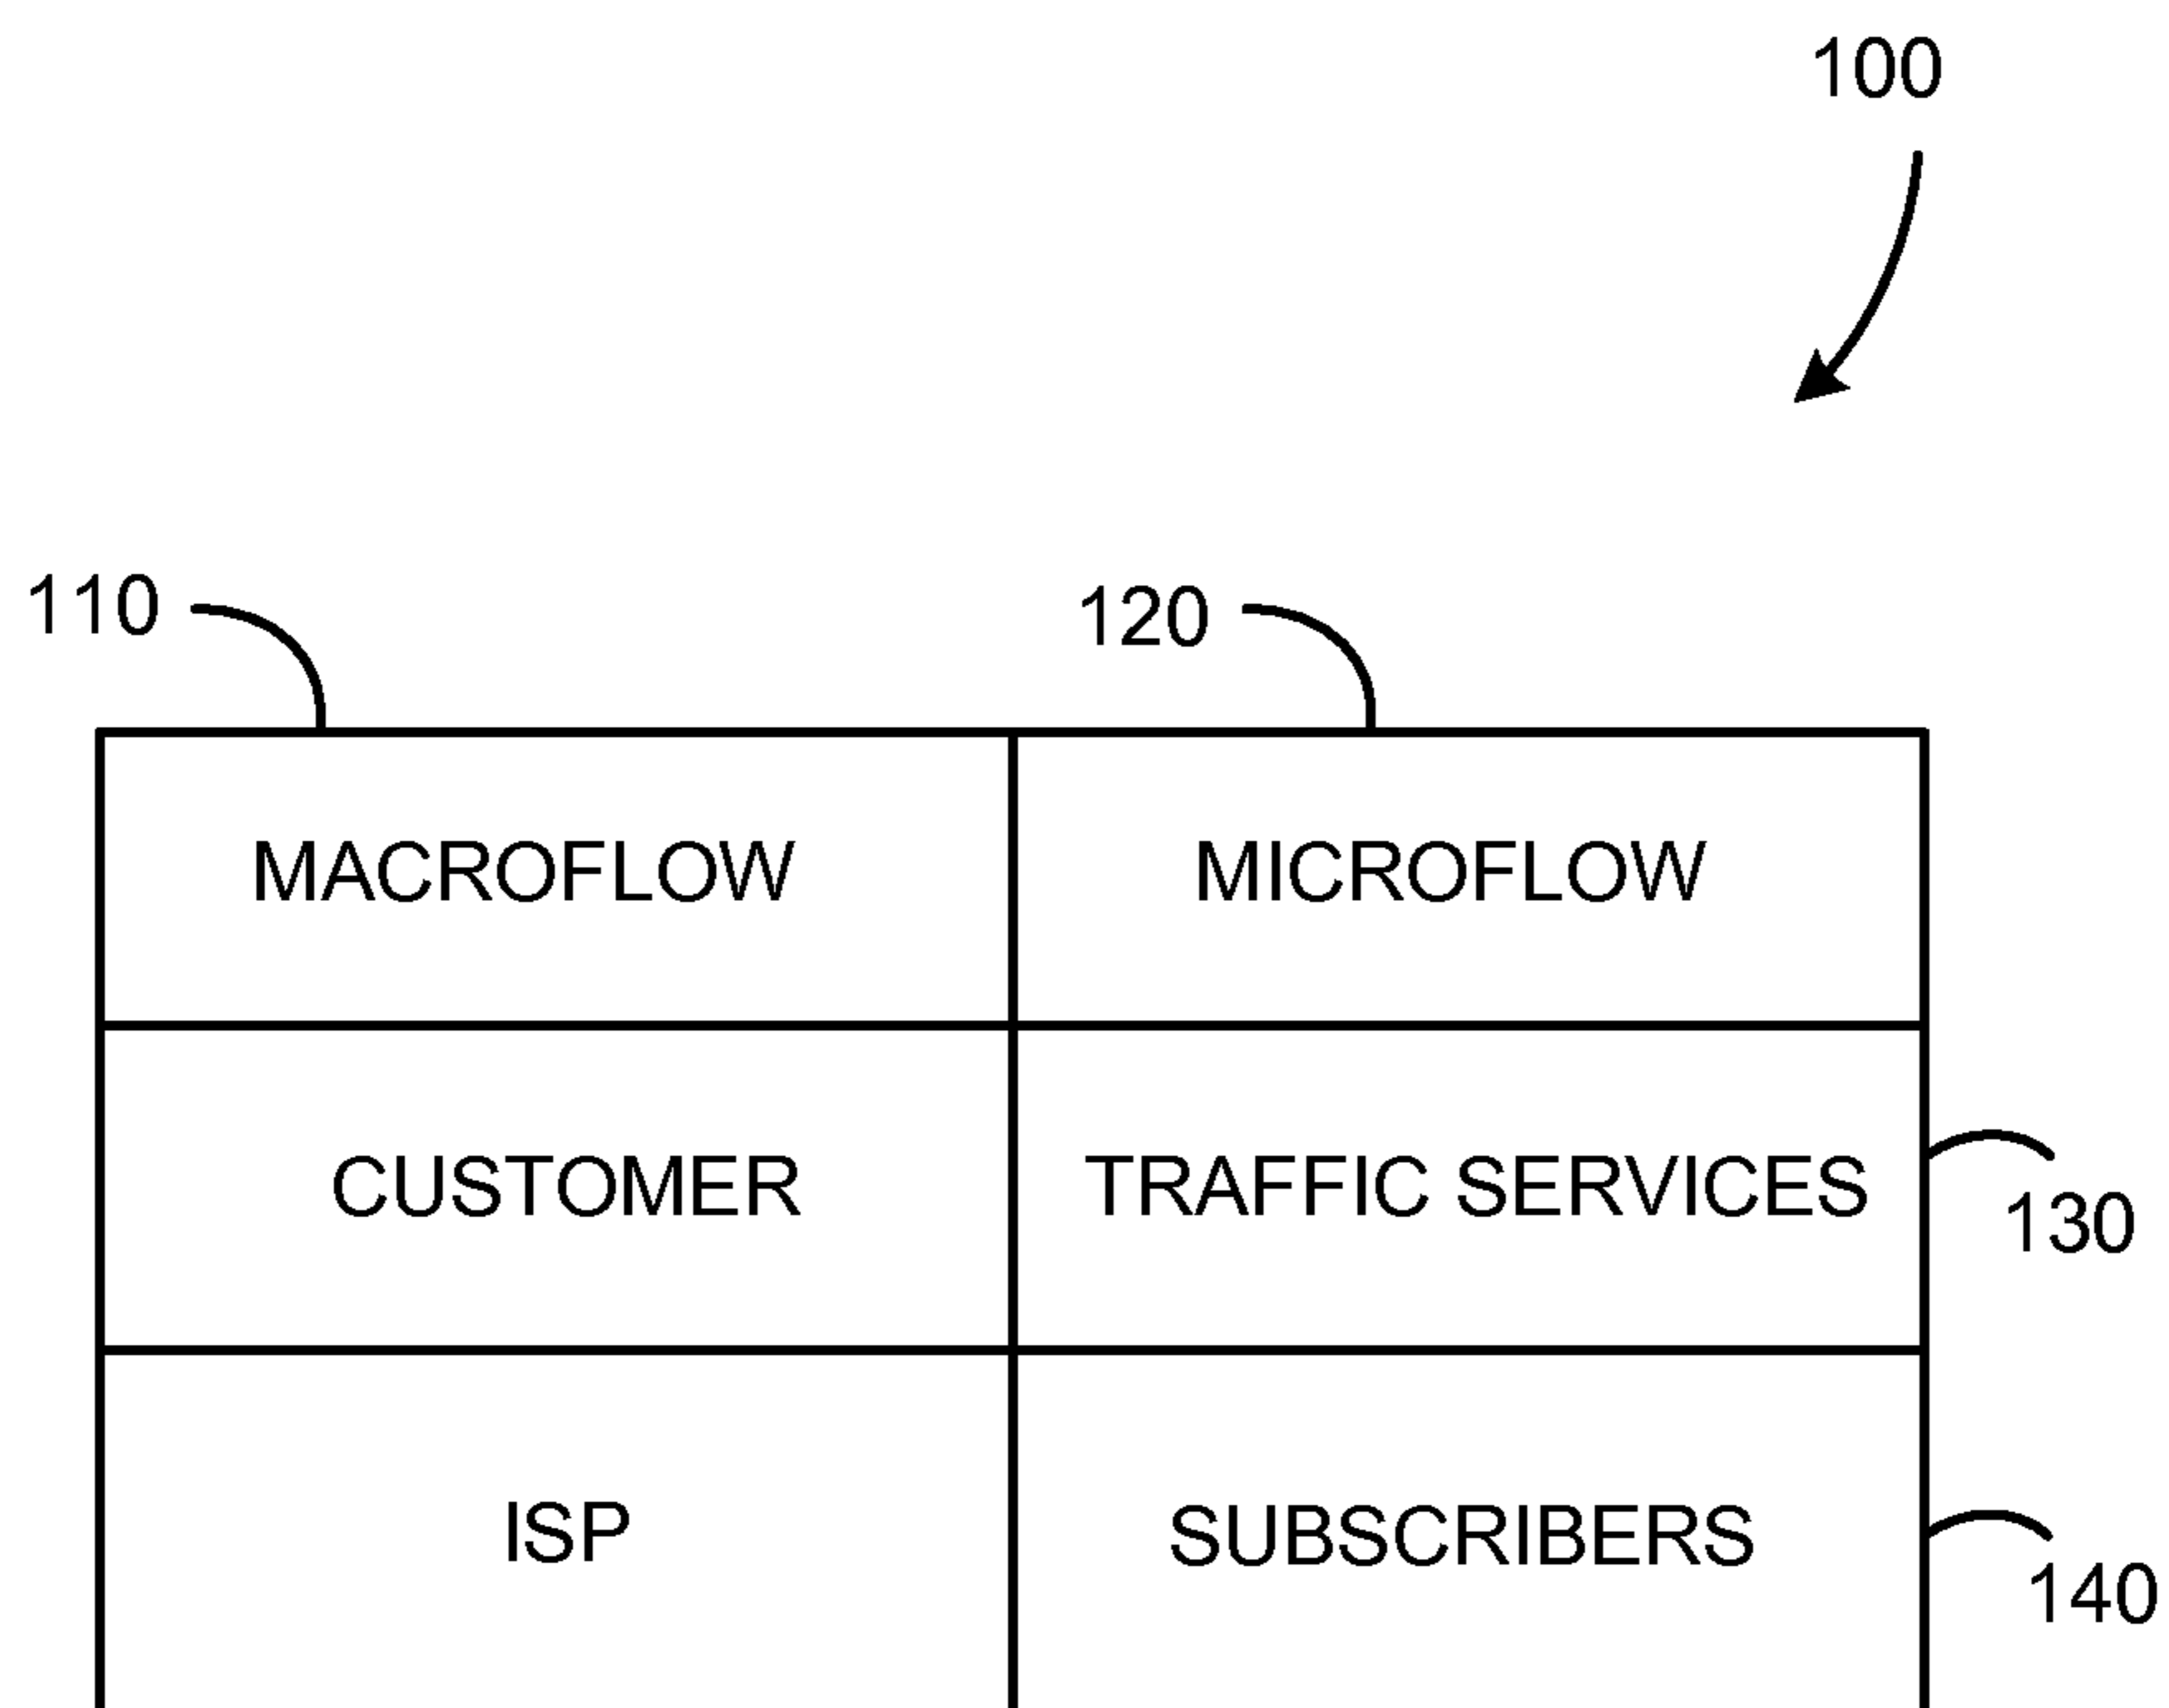 100
110
120
MACROFLOW MICROFLOW
CUSTOMER TRAFFIC SERVICES
130
ISP SUBSCRIBERS
140